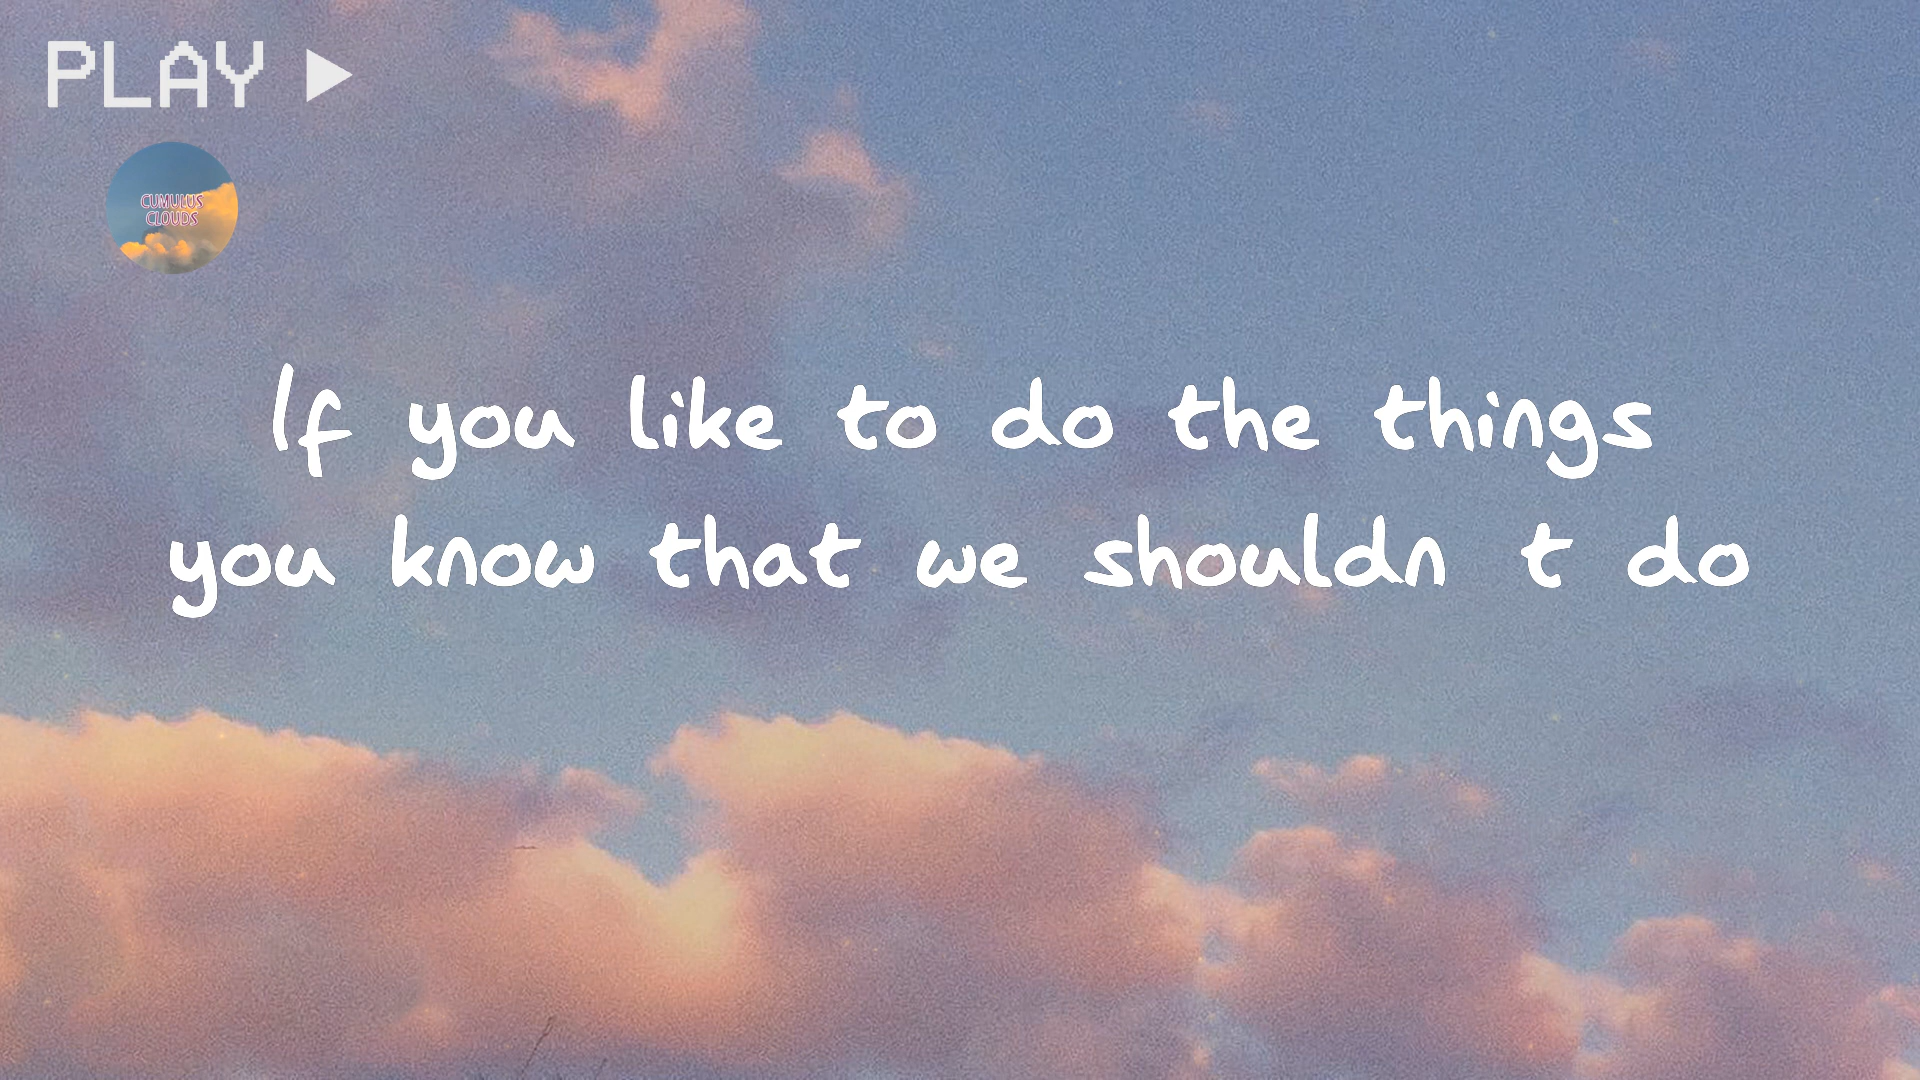 PLAY
CUMULUS
CLOUDS
If you like to do the things
you know that we shouldn t do